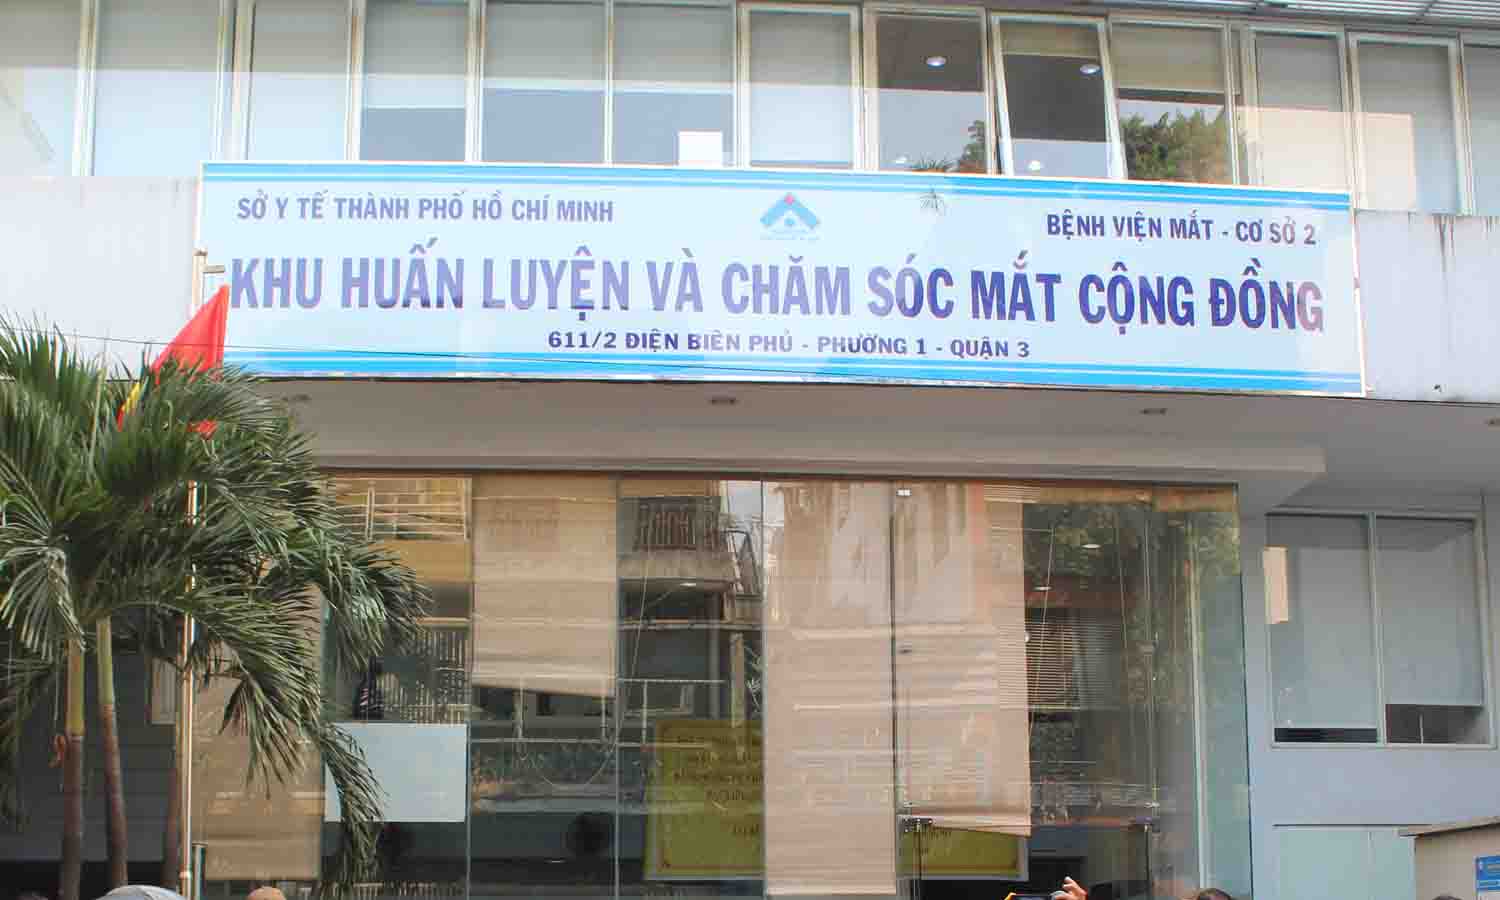 SỞ Y TẾ THÀNH PHỐ HỒ CHÍ MINH
BỆNH VIỆN MẮT - CƠ SỞ 2
KHU HUẤN LUYỆN VÀ CHĂM SÓC MẮT CỘNG ĐỒNG
611/2 ĐIỆN BIÊN PHỦ - PHƯỜNG 1 - QUẬN 3